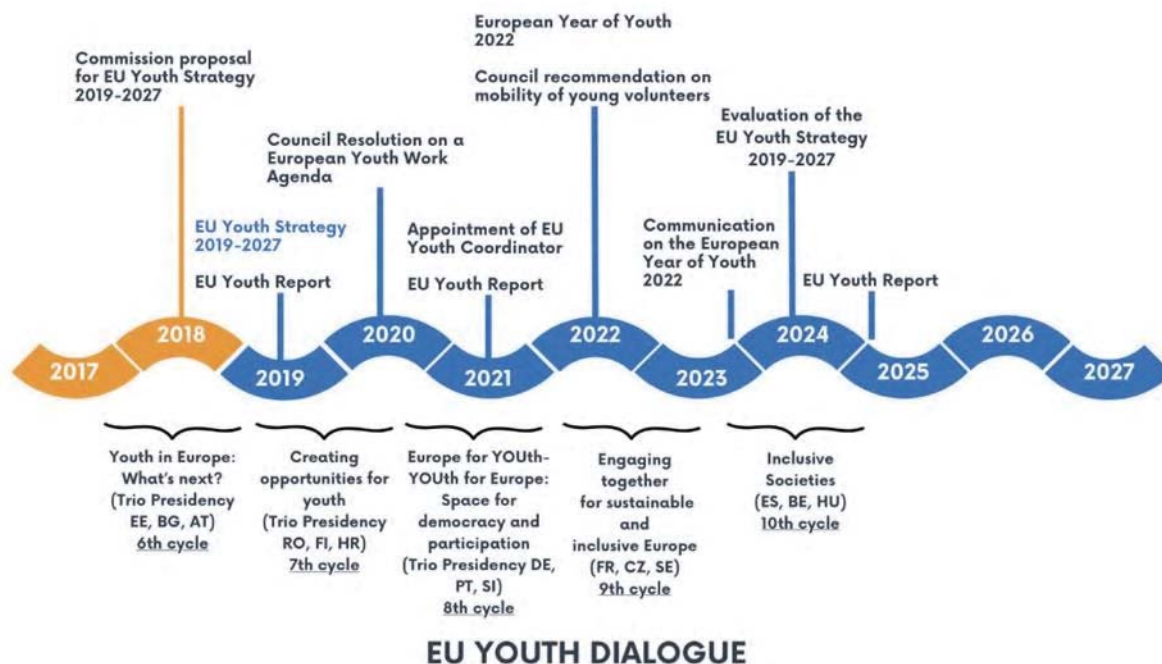 European Year of Youth
2022
Council recommendation on
mobility of young volunteers
Commission proposal
for EU Youth Strategy
2019-2027
Evaluation of the
EU Youth Strategy
2019-2027
Council Resolution on a
European Youth Work
Agenda
EU Youth Strategy
2019-2027
EU Youth Report
Appointment of EU
Youth Coordinator
EU Youth Report
Communication
on the European
Year of Youth
2022
EU Youth Report
2017
2018
2019
2020
2021
2022
2023
2024
2025
2026
2027
Youth in Europe:
What's next?
(Trio Presidency
EE, BG, AT)
6th cycle
Creating
opportunities for
youth
(Trio Presidency
RO, FI, HR)
7th cycle
Europe for YOUth-
YOUth for Europe:
Space for
democracy and
participation
(Trio Presidency DE,
PT, SI)
8th cycle
Engaging
together
for sustainable
and
inclusive Europe
(FR, CZ, SE)
9th cycle
Inclusive
Societies
(ES, BE, HU)
10th cycle
EU YOUTH DIALOGUE